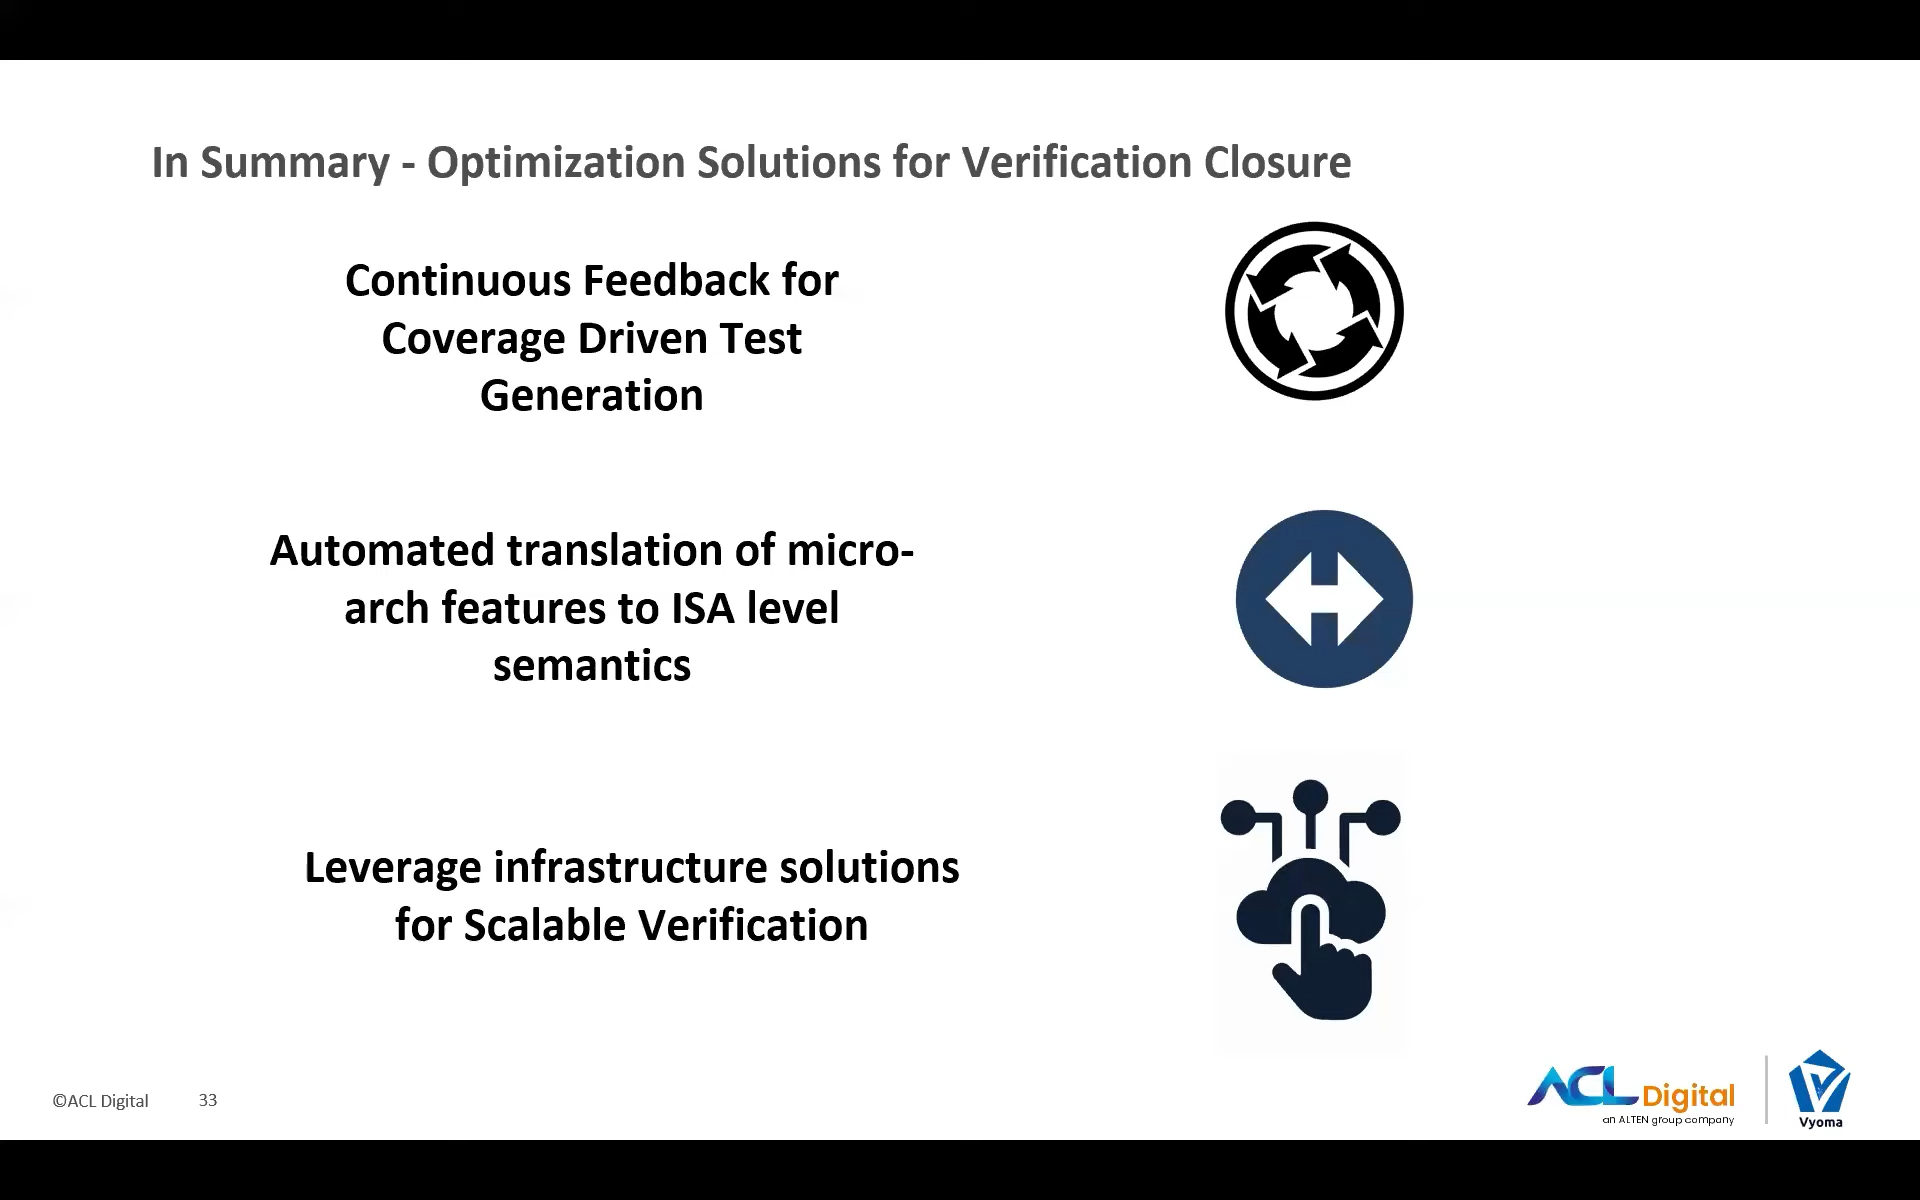 In Summary - Optimization Solutions for Verification Closure
Continuous Feedback for
Coverage Driven Test
Generation
Automated translation of micro-
arch features to ISA level
semantics
Leverage infrastructure solutions
for Scalable Verification
©ACL Digital
33
ACL Digital
an ALTEN group company
Vyoma